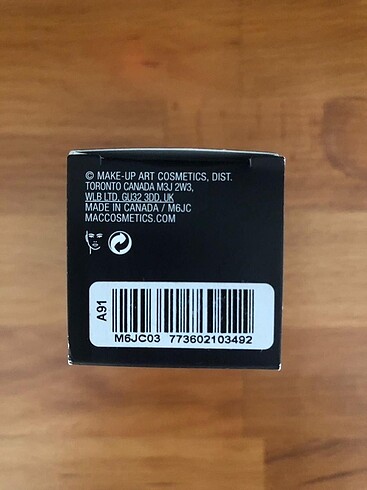 © MAKE-UP ART COSMETICS, DIST.
TORONTO CANADA M3J 2W3,
WLB LTD, GU32 3DD, UK
MADE IN CANADA / M6JC
MACCOSMETICS.COM
A91
M6JC03 773602103492